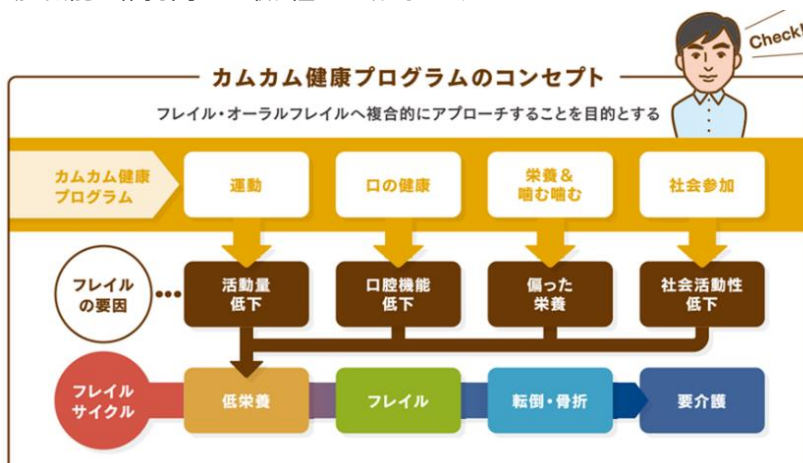 Check!
カムカム健康プログラムのコンセプト
フレイル・オーラルフレイルへ複合的にアプローチすることを目的とする
カムカム健康
プログラム
運動
口の健康
栄養＆
噛む噛む
社会参加
フレイル
の要因
活動量
低下
口腔機能
低下
偏った
栄養
社会活動性
低下
フレイル
サイクル
低栄養
フレイル
転倒・骨折
要介護